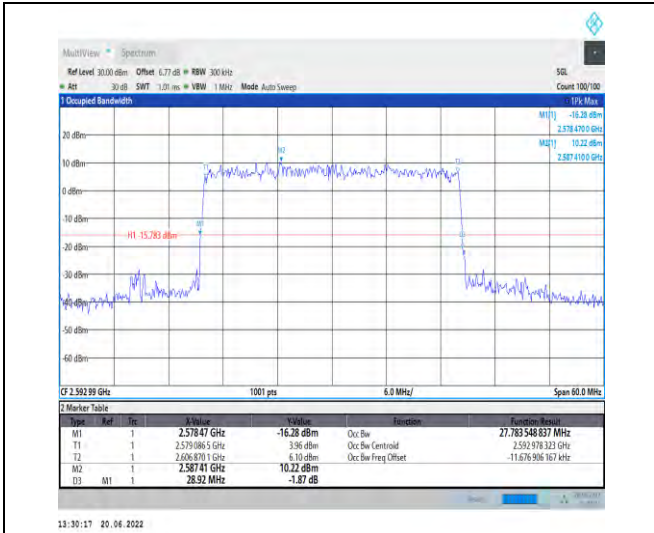 MultiView Spectrum
Ref Level 30.00 dBm Offset 6.77 dB RBW 300 kHz SGL
Att 30 dB SWT 1.01 ms VBW 1 MHz Mode Auto Sweep Count 100/100
1 Occupied Bandwidth 1Pk Max
M1[1] -16.28 dBm
2.578 470 0 GHz
M2[1] 10.22 dBm
2.587 410 0 GHz
20 dBm
M2
10 dBm
T1
0 dBm
-10 dBm
H1 -15.783 dBm
-20 dBm
-30 dBm
-40 dBm
-50 dBm
-60 dBm
CF 2.592 99 GHz 1001 pts 6.0 MHz/ Span 60.0 MHz
2 Marker Table
Type Ref Trc X-Value Y-Value Function Function Result
M1 1 2.578 47 GHz -16.28 dBm Occ Bw 27.783 548 837 MHz
T1 1 2.579 086 5 GHz 3.96 dBm Occ Bw Centroid 2.592 978 323 GHz
T2 1 2.606 870 1 GHz 6.10 dBm Occ Bw Freq Offset -11.676 906 167 kHz
M2 1 2.587 41 GHz 10.22 dBm
D3 M1 1 28.92 MHz -1.87 dB
13:30:17 20.06.2022